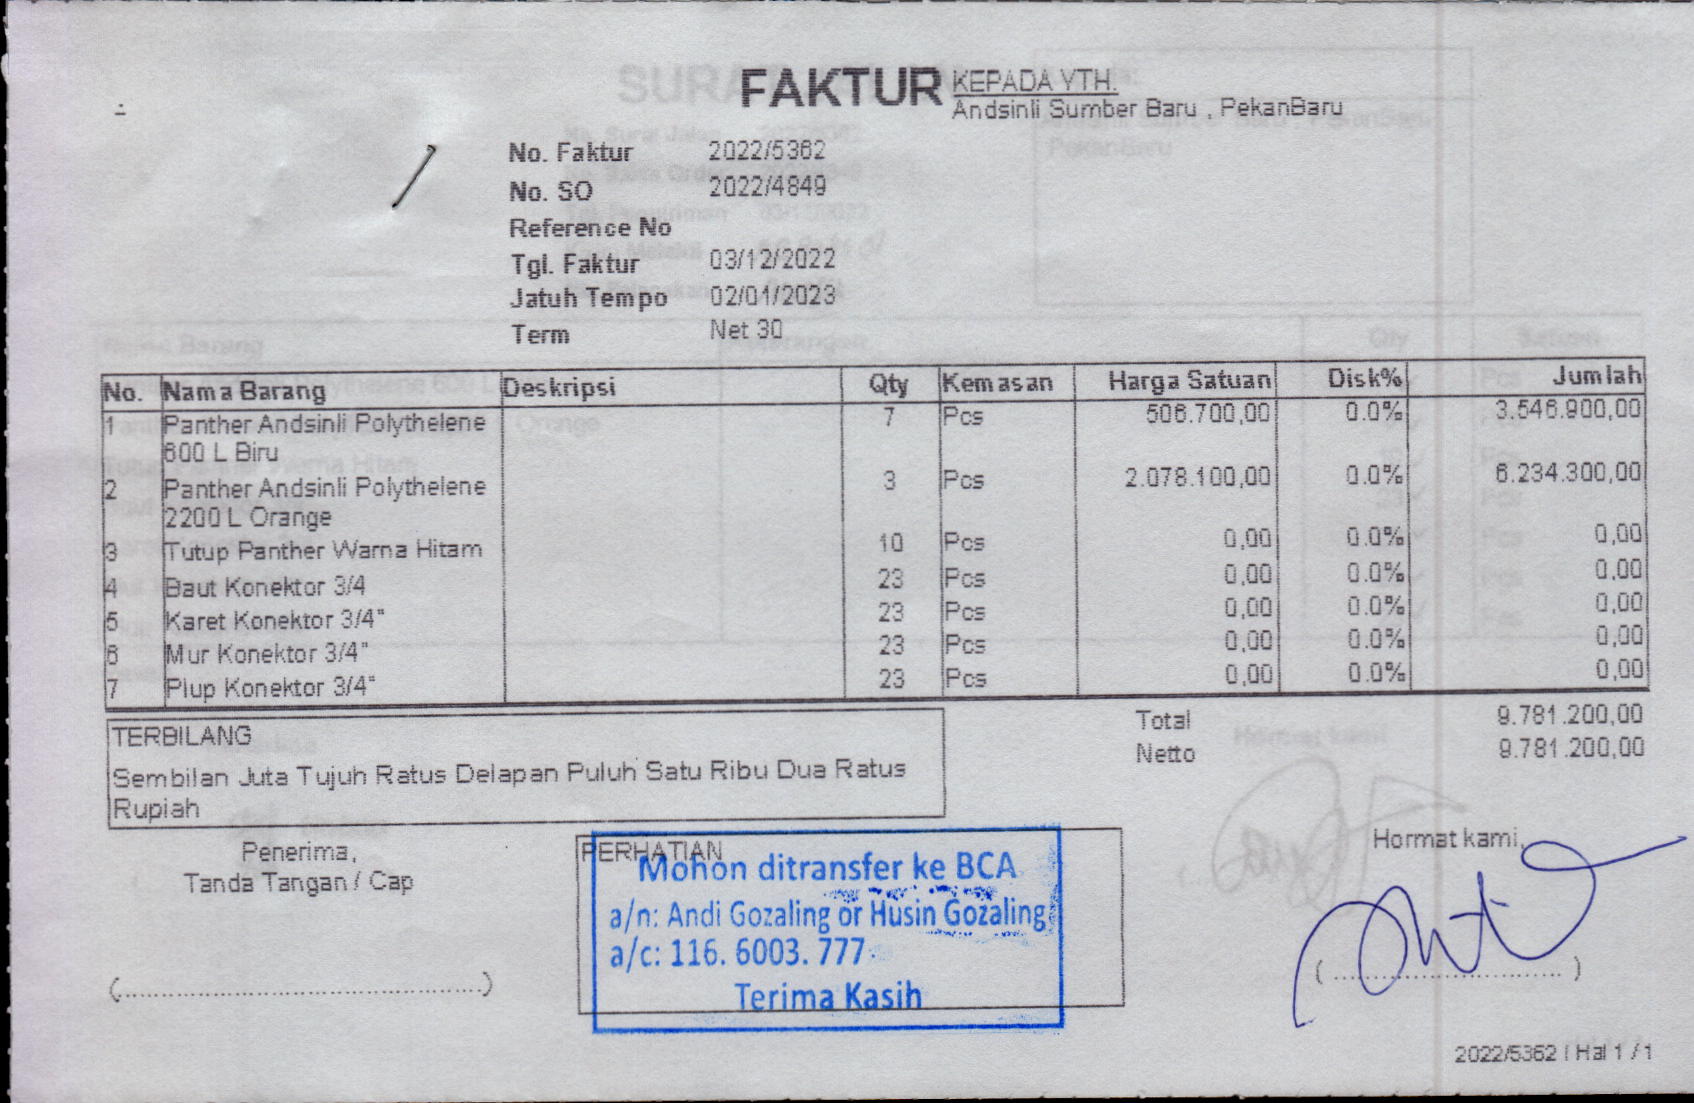 FAKTUR
KEPADA YTH.
Andsinli Sumber Baru , PekanBaru
No. Faktur 2022/5362
No. SO 2022/4849
Reference No
Tgl. Faktur 03/12/2022
Jatuh Tempo 02/01/2023
Term Net 30
No. Nama Barang Deskripsi Qty Kemasan Harga Satuan Disk% Jumlah
1 Panther Andsinli Polythelene 7 Pcs 506.700,00 0.0% 3.546.900,00
600 L Biru
2 Panther Andsinli Polythelene 3 Pcs 2.078.100,00 0.0% 6.234.300,00
2200 L Orange
3 Tutup Panther Warna Hitam 10 Pcs 0,00 0.0% 0,00
4 Baut Konektor 3/4 23 Pcs 0,00 0.0% 0,00
5 Karet Konektor 3/4" 23 Pcs 0,00 0.0% 0,00
6 Mur Konektor 3/4" 23 Pcs 0,00 0.0% 0,00
7 Plup Konektor 3/4" 23 Pcs 0,00 0.0% 0,00
Total 9.781.200,00
Netto 9.781.200,00
TERBILANG
Sembilan Juta Tujuh Ratus Delapan Puluh Satu Ribu Dua Ratus
Rupiah
Penerima,
Tanda Tangan / Cap
(..............................................)
PERHATIAN
Mohon ditransfer ke BCA
a/n: Andi Gozaling or Husin Gozaling
a/c: 116. 6003. 777
Terima Kasih
Hormat kami,
( ............................. )
2022/5362 | Hal 1 / 1